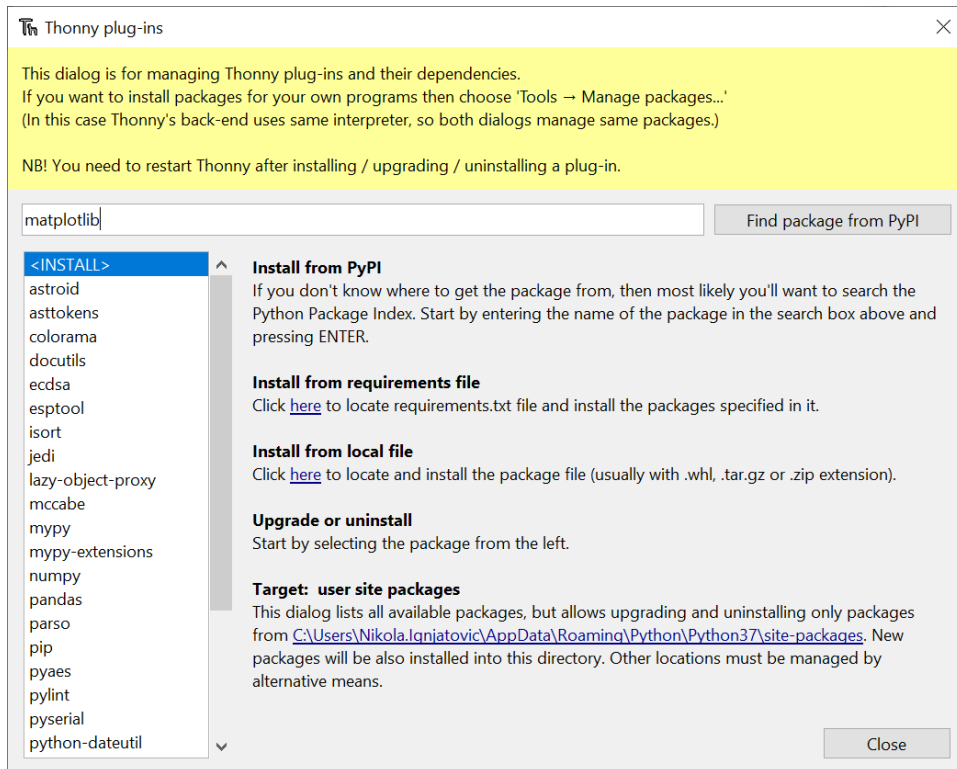 Thonny plug-ins
This dialog is for managing Thonny plug-ins and their dependencies.
If you want to install packages for your own programs then choose 'Tools → Manage packages...'
(In this case Thonny's back-end uses same interpreter, so both dialogs manage same packages.)
NB! You need to restart Thonny after installing / upgrading / uninstalling a plug-in.
matplotlib
Find package from PyPI
<INSTALL>
astroid
asttokens
colorama
docutils
ecdsa
esptool
isort
jedi
lazy-object-proxy
mccabe
mypy
mypy-extensions
numpy
pandas
parso
pip
pyaes
pylint
pyserial
python-dateutil
Install from PyPI
If you don't know where to get the package from, then most likely you'll want to search the
Python Package Index. Start by entering the name of the package in the search box above and
pressing ENTER.
Install from requirements file
Click here to locate requirements.txt file and install the packages specified in it.
Install from local file
Click here to locate and install the package file (usually with .whl, .tar.gz or .zip extension).
Upgrade or uninstall
Start by selecting the package from the left.
Target:  user site packages
This dialog lists all available packages, but allows upgrading and uninstalling only packages
from C:\Users\Nikola.Ignjatovic\AppData\Roaming\Python\Python37\site-packages. New
packages will be also installed into this directory. Other locations must be managed by
alternative means.
Close